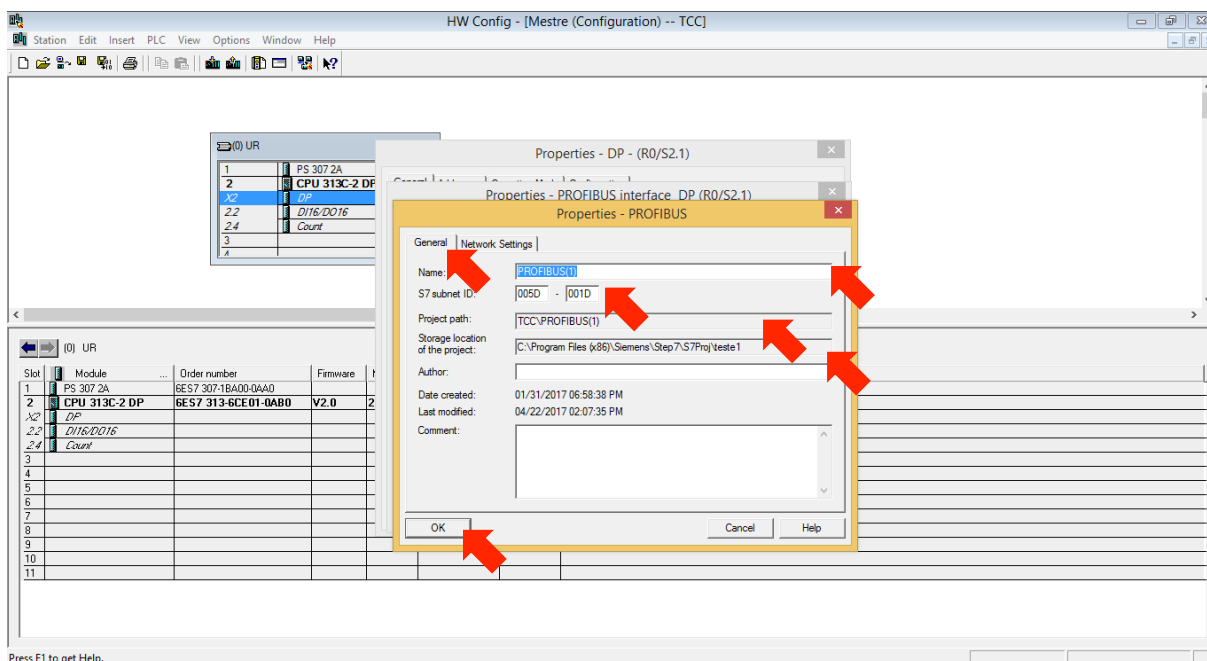 HW Config - [Mestre (Configuration) -- TCC]
Station Edit Insert PLC View Options Window Help
(0) UR
1 PS 307 2A
2 CPU 313C-2 DP
X2 DP
2.2 DI16/DO16
2.4 Count
3
4
Properties - DP - (R0/S2.1)
Properties - PROFIBUS interface DP (R0/S2.1)
Properties - PROFIBUS
General Network Settings
Name: PROFIBUS(1)
S7 subnet ID: 005D - 001D
Project path: TCC\PROFIBUS(1)
Storage location
of the project: C:\Program Files (x86)\Siemens\Step7\S7Proj\teste1
Author:
Date created: 01/31/2017 06:58:38 PM
Last modified: 04/22/2017 02:07:35 PM
Comment:
OK Cancel Help
(0) UR
Slot Module ... Order number Firmware
1 PS 307 2A 6ES7 307-1BA00-0AA0
2 CPU 313C-2 DP 6ES7 313-6CE01-0AB0 V2.0 2
X2 DP
2.2 DI16/DO16
2.4 Count
3
4
5
6
7
8
9
10
11
Press F1 to get Help.